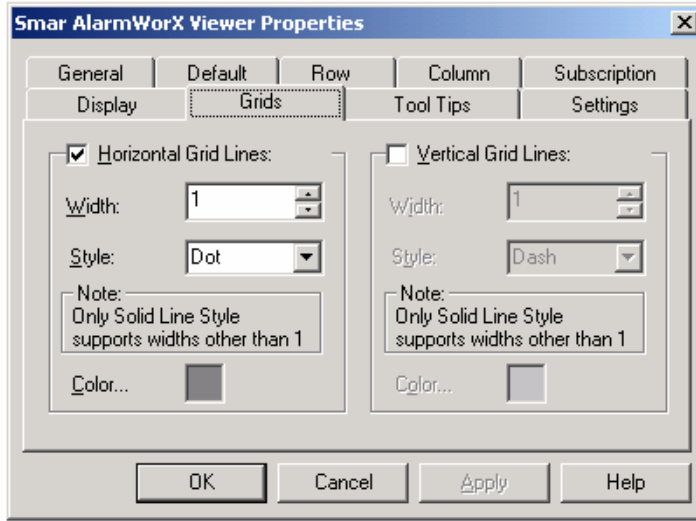 Smar AlarmWorX Viewer Properties
General Default Row Column Subscription
Display Grids Tool Tips Settings
Horizontal Grid Lines:
Width: 1
Style: Dot
Note:
Only Solid Line Style
supports widths other than 1
Color...
Vertical Grid Lines:
Width: 1
Style: Dash
Note:
Only Solid Line Style
supports widths other than 1
Color...
OK Cancel Apply Help